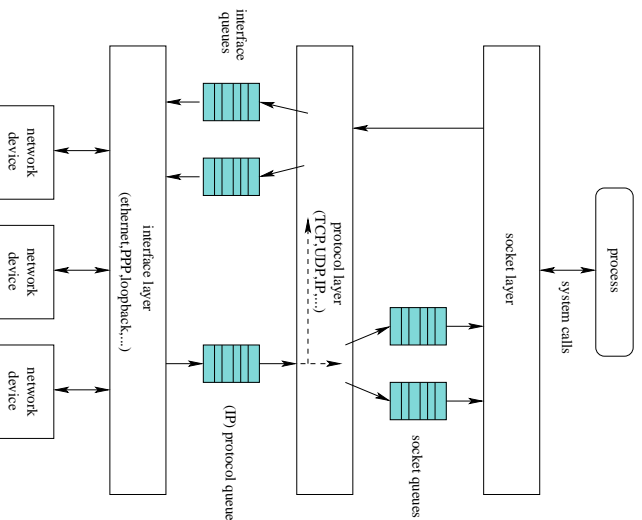 process
system calls
socket layer
socket queues
protocol layer
(TCP,UDP,IP,...)
interface
queues
(IP) protocol queue
interface layer
(ethernet,PPP,loopback,...)
network
device
network
device
network
device